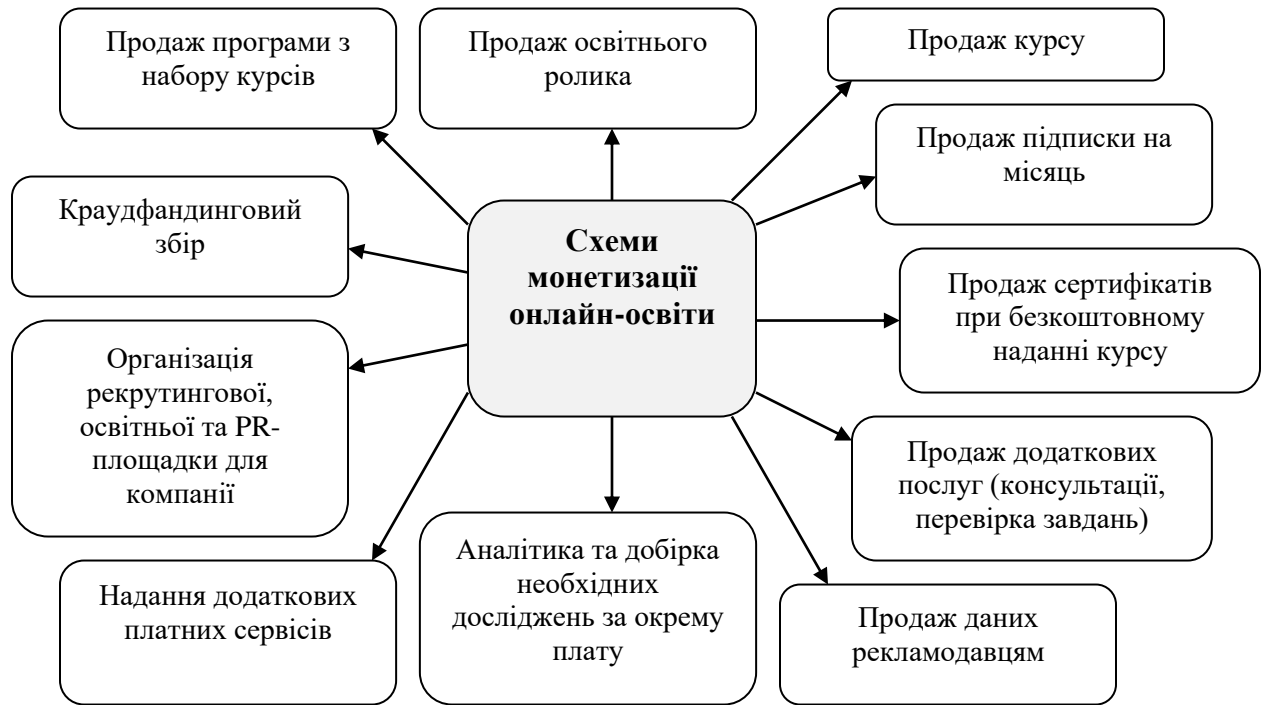 Продаж програми з
набору курсів
Продаж освітнього
ролика
Продаж курсу
Продаж підписки на
місяць
Краудфандинговий
збір
Схеми
монетизації
онлайн-освіти
Продаж сертифікатів
при безкоштовному
наданні курсу
Організація
рекрутингової,
освітньої та PR-
площадки для
компанії
Продаж додаткових
послуг (консультації,
перевірка завдань)
Надання додаткових
платних сервісів
Аналітика та добірка
необхідних
досліджень за окрему
плату
Продаж даних
рекламодавцям